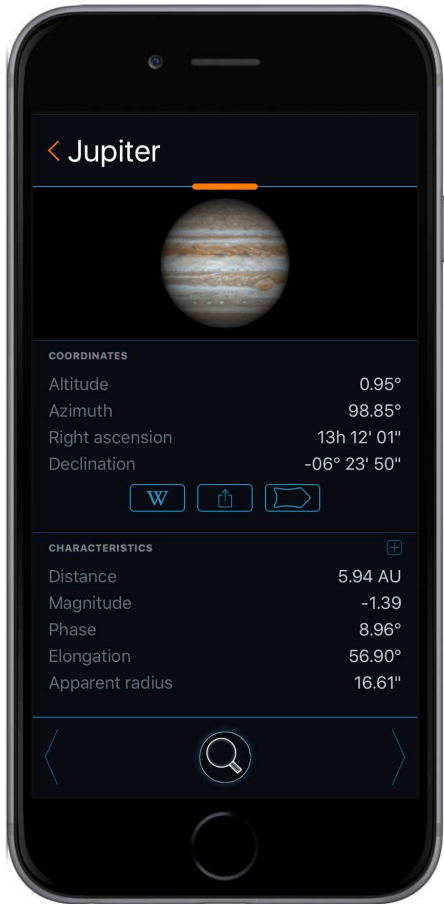 Jupiter
COORDINATES
Altitude 0.95°
Azimuth 98.85°
Right ascension 13h 12' 01"
Declination -06° 23' 50"
W
CHARACTERISTICS
Distance 5.94 AU
Magnitude -1.39
Phase 8.96°
Elongation 56.90°
Apparent radius 16.61"